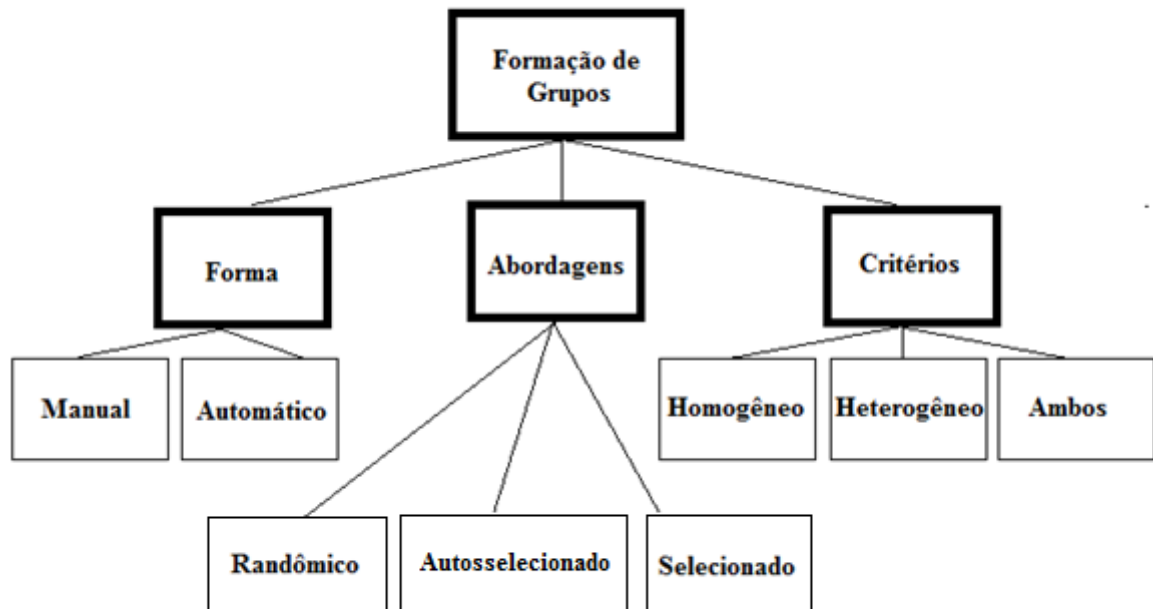 Formação de
Grupos
Forma
Abordagens
Critérios
Manual
Automático
Homogêneo
Heterogêneo
Ambos
Randômico
Autosselecionado
Selecionado